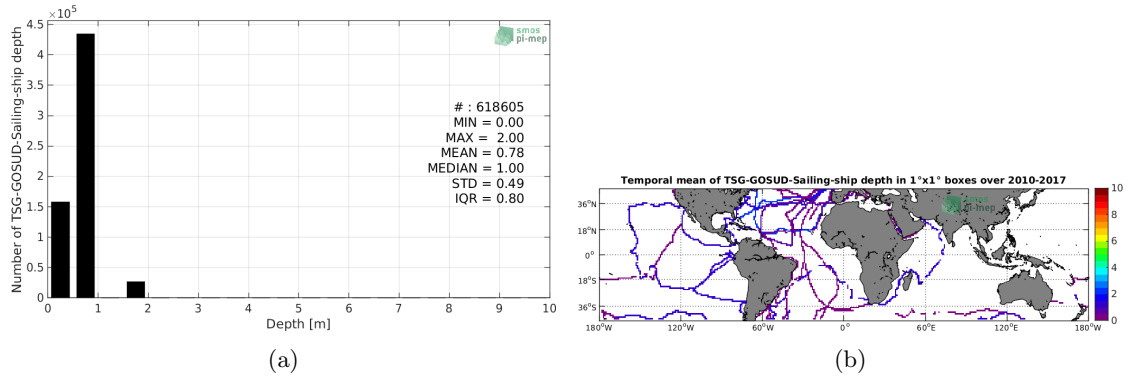 ×10⁵
4.5
4
3.5
3
2.5
2
1.5
1
0.5
0
Number of TSG-GOSUD-Sailing-ship depth
smos
pi-mep
# : 618605
MIN = 0.00
MAX = 2.00
MEAN = 0.78
MEDIAN = 1.00
STD = 0.49
IQR = 0.80
0 1 2 3 4 5 6 7 8 9 10
Depth [m]
(a)
Temporal mean of TSG-GOSUD-Sailing-ship depth in 1°x1° boxes over 2010-2017
smos
pi-mep
36°N
18°N
0°
18°S
36°S
180°W 120°W 60°W 0° 60°E 120°E 180°W
10
8
6
4
2
0
(b)